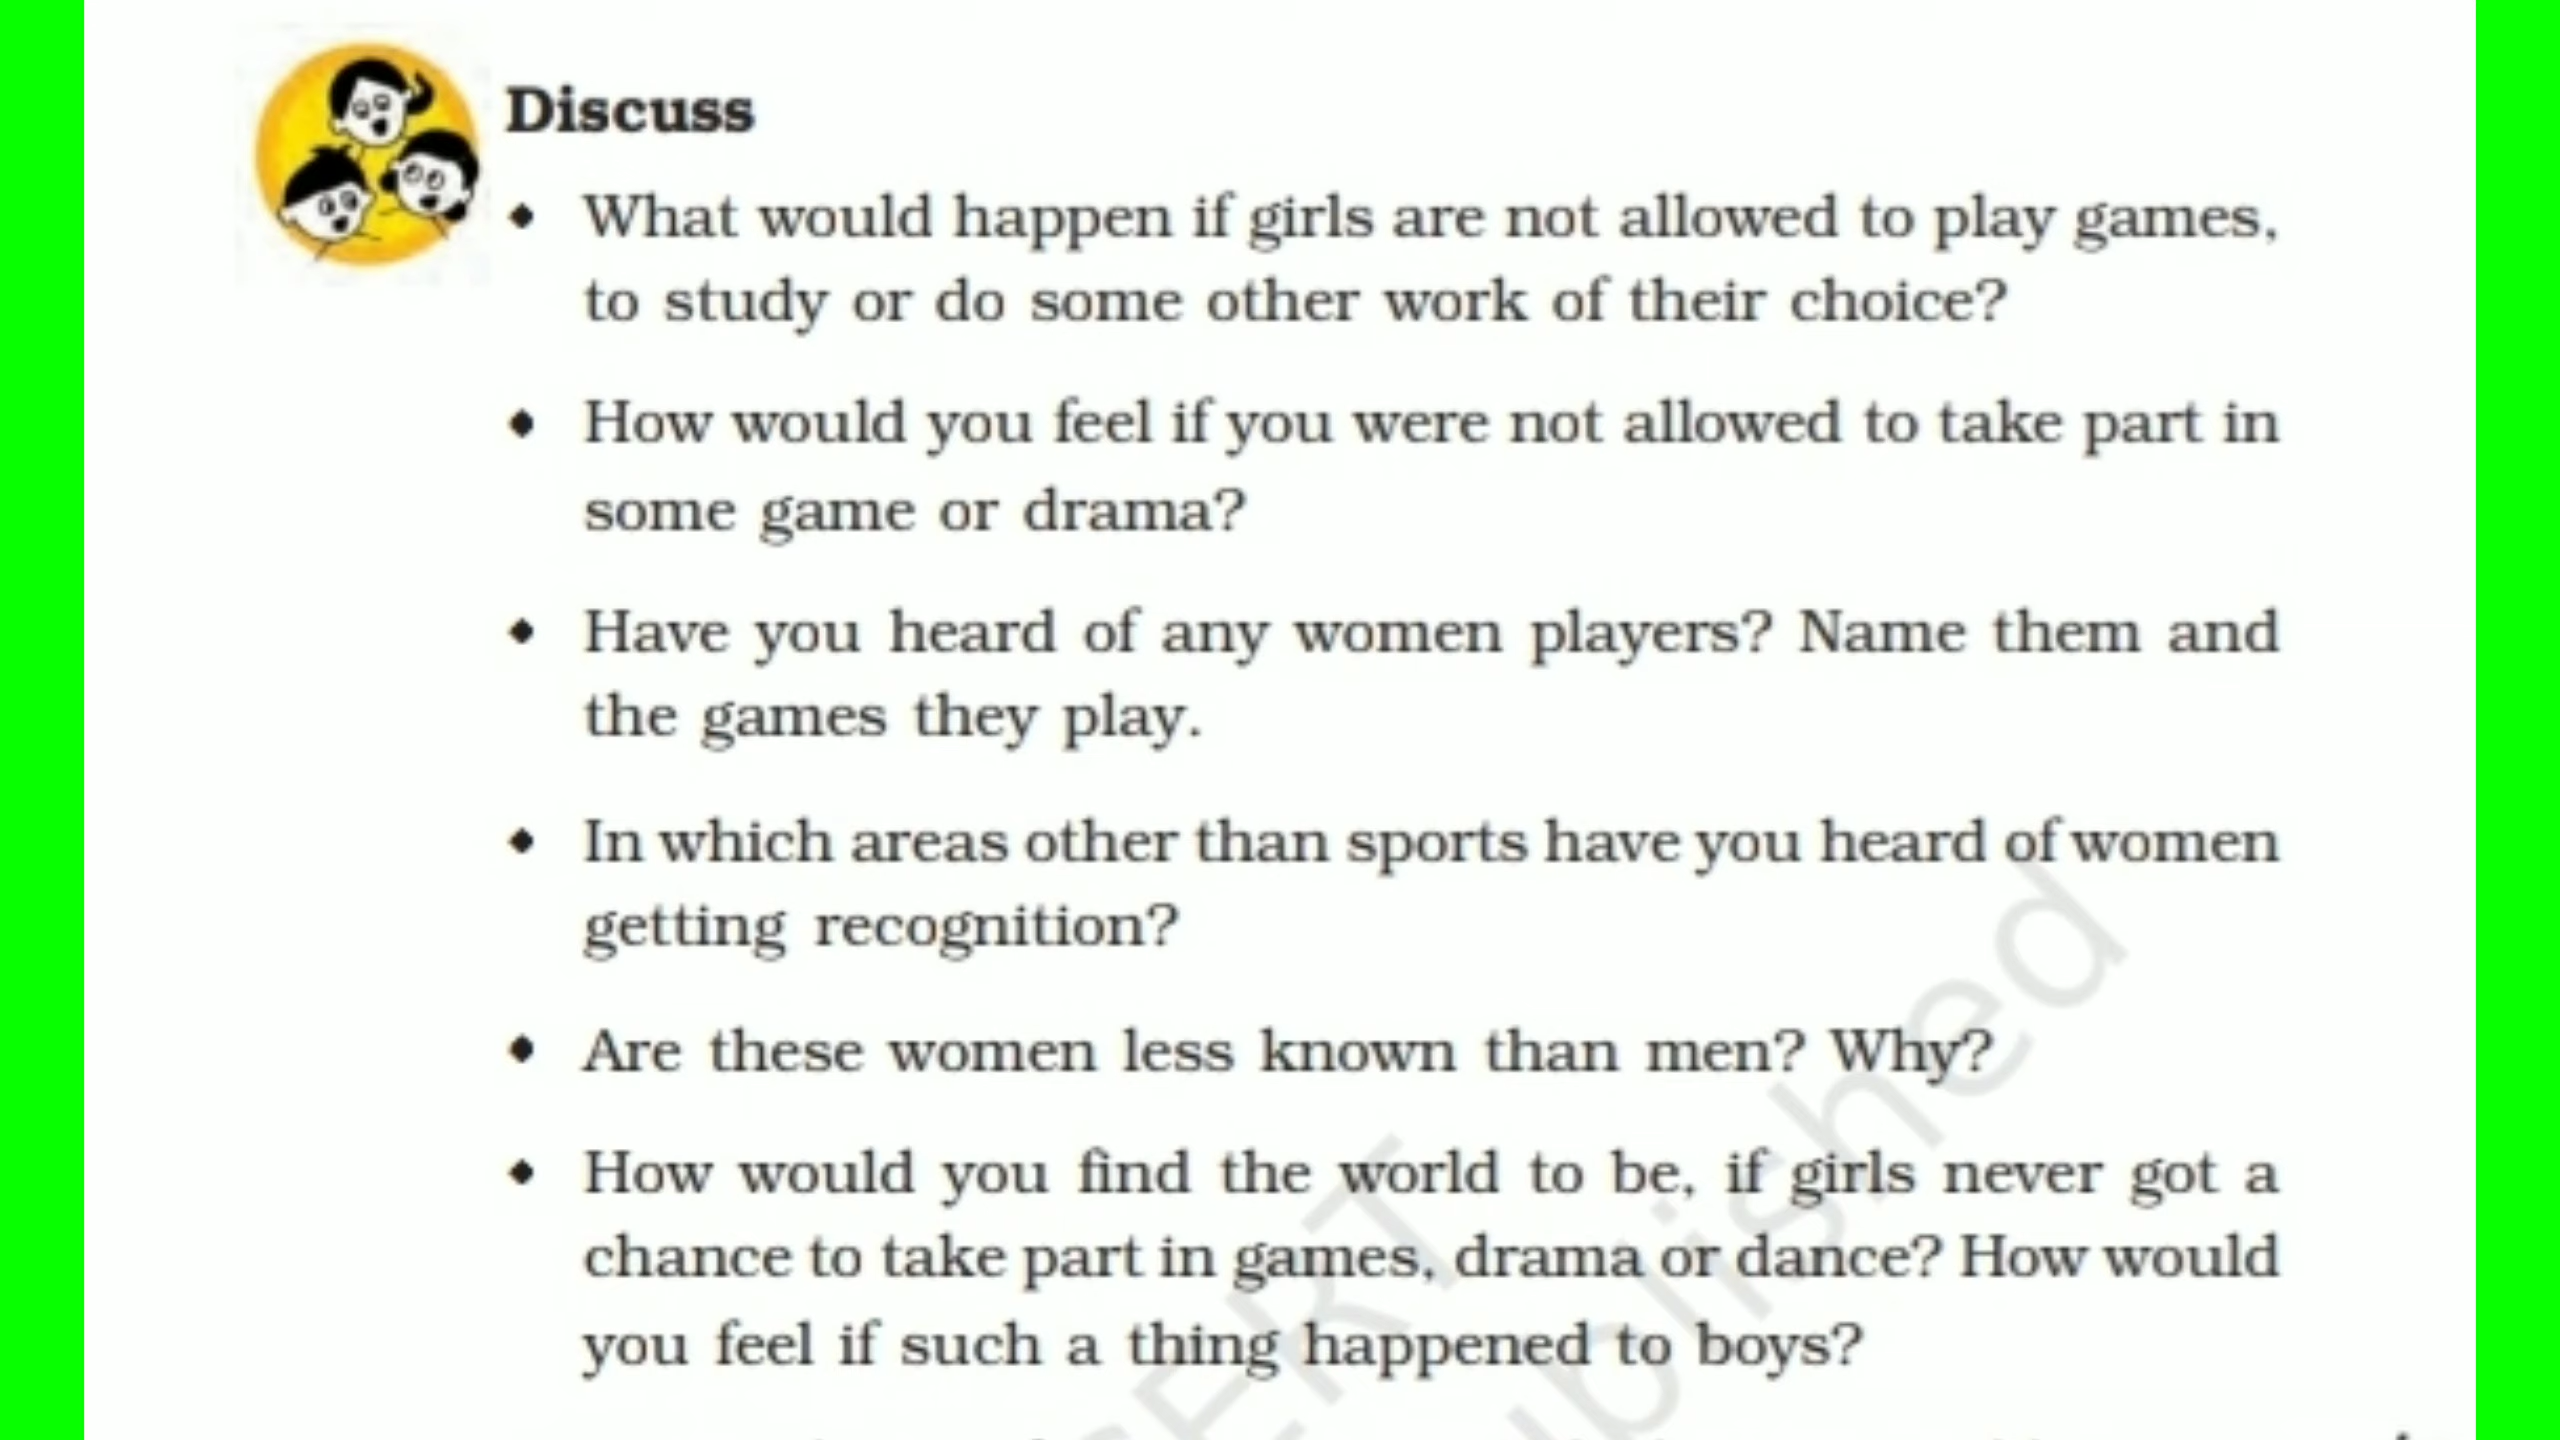 Discuss
What would happen if girls are not allowed to play games,
to study or do some other work of their choice?
How would you feel if you were not allowed to take part in
some game or drama?
Have you heard of any women players? Name them and
the games they play.
In which areas other than sports have you heard of women
getting recognition?
Are these women less known than men? Why?
How would you find the world to be, if girls never got a
chance to take part in games, drama or dance? How would
you feel if such a thing happened to boys?